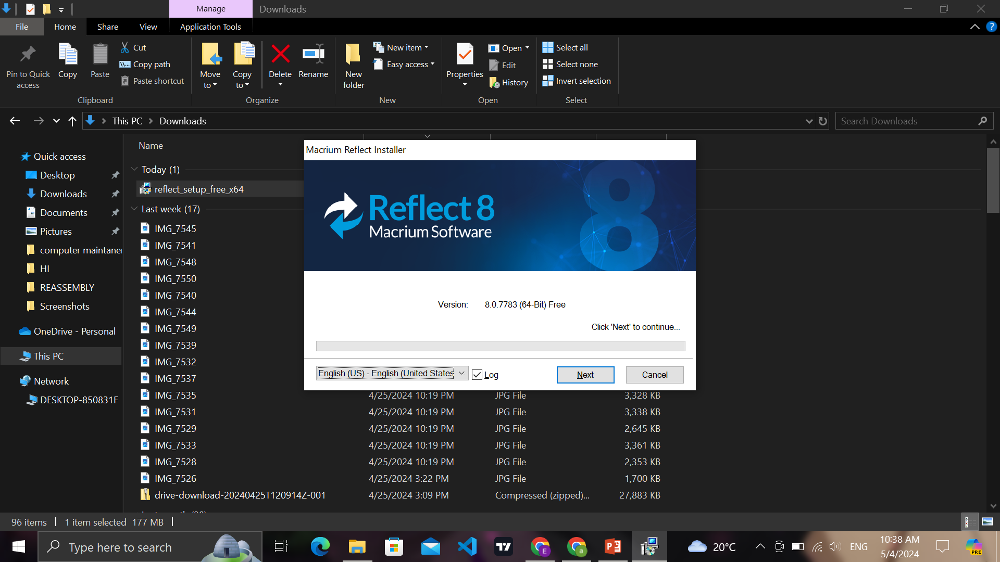 Manage
Downloads
File
Home
Share
View
Application Tools
Pin to Quick
access
Copy
Paste
Cut
Copy path
Paste shortcut
Clipboard
Move
to
Copy
to
Delete
Rename
Organize
New
folder
New item
Easy access
New
Properties
Open
Edit
History
Open
Select all
Select none
Invert selection
Select
This PC
Downloads
Search Downloads
Quick access
Desktop
Downloads
Documents
Pictures
computer maintaner
HI
REASSEMBLY
Screenshots
OneDrive - Personal
This PC
Network
DESKTOP-850831F
Name
Today (1)
reflect_setup_free_x64
Last week (17)
IMG_7545
IMG_7541
IMG_7548
IMG_7550
IMG_7540
IMG_7544
IMG_7549
IMG_7539
IMG_7532
IMG_7537
IMG_7535 4/25/2024 10:19 PM JPG File 3,328 KB
IMG_7531 4/25/2024 10:19 PM JPG File 3,338 KB
IMG_7529 4/25/2024 10:19 PM JPG File 2,645 KB
IMG_7533 4/25/2024 10:19 PM JPG File 3,361 KB
IMG_7528 4/25/2024 10:19 PM JPG File 2,353 KB
IMG_7526 4/25/2024 3:22 PM JPG File 1,700 KB
drive-download-20240425T120914Z-001 4/25/2024 3:09 PM Compressed (zipped)... 27,883 KB
Macrium Reflect Installer
Reflect 8
Macrium Software
8
Version: 8.0.7783 (64-Bit) Free
Click 'Next' to continue...
English (US) - English (United States
Log
Next
Cancel
96 items
1 item selected 177 MB
Type here to search
E
a
20°C
ENG
10:38 AM
5/4/2024
PRE